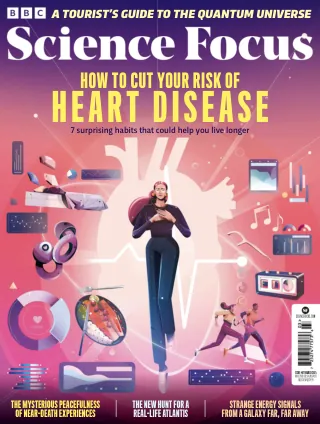 BBC
A TOURIST'S GUIDE TO THE QUANTUM UNIVERSE
Science Focus
HOW TO CUT YOUR RISK OF
HEART DISEASE
7 surprising habits that could help you live longer
THE MYSTERIOUS PEACEFULNESS
OF NEAR-DEATH EXPERIENCES
THE NEW HUNT FOR A
REAL-LIFE ATLANTIS
STRANGE ENERGY SIGNALS
FROM A GALAXY FAR, FAR AWAY